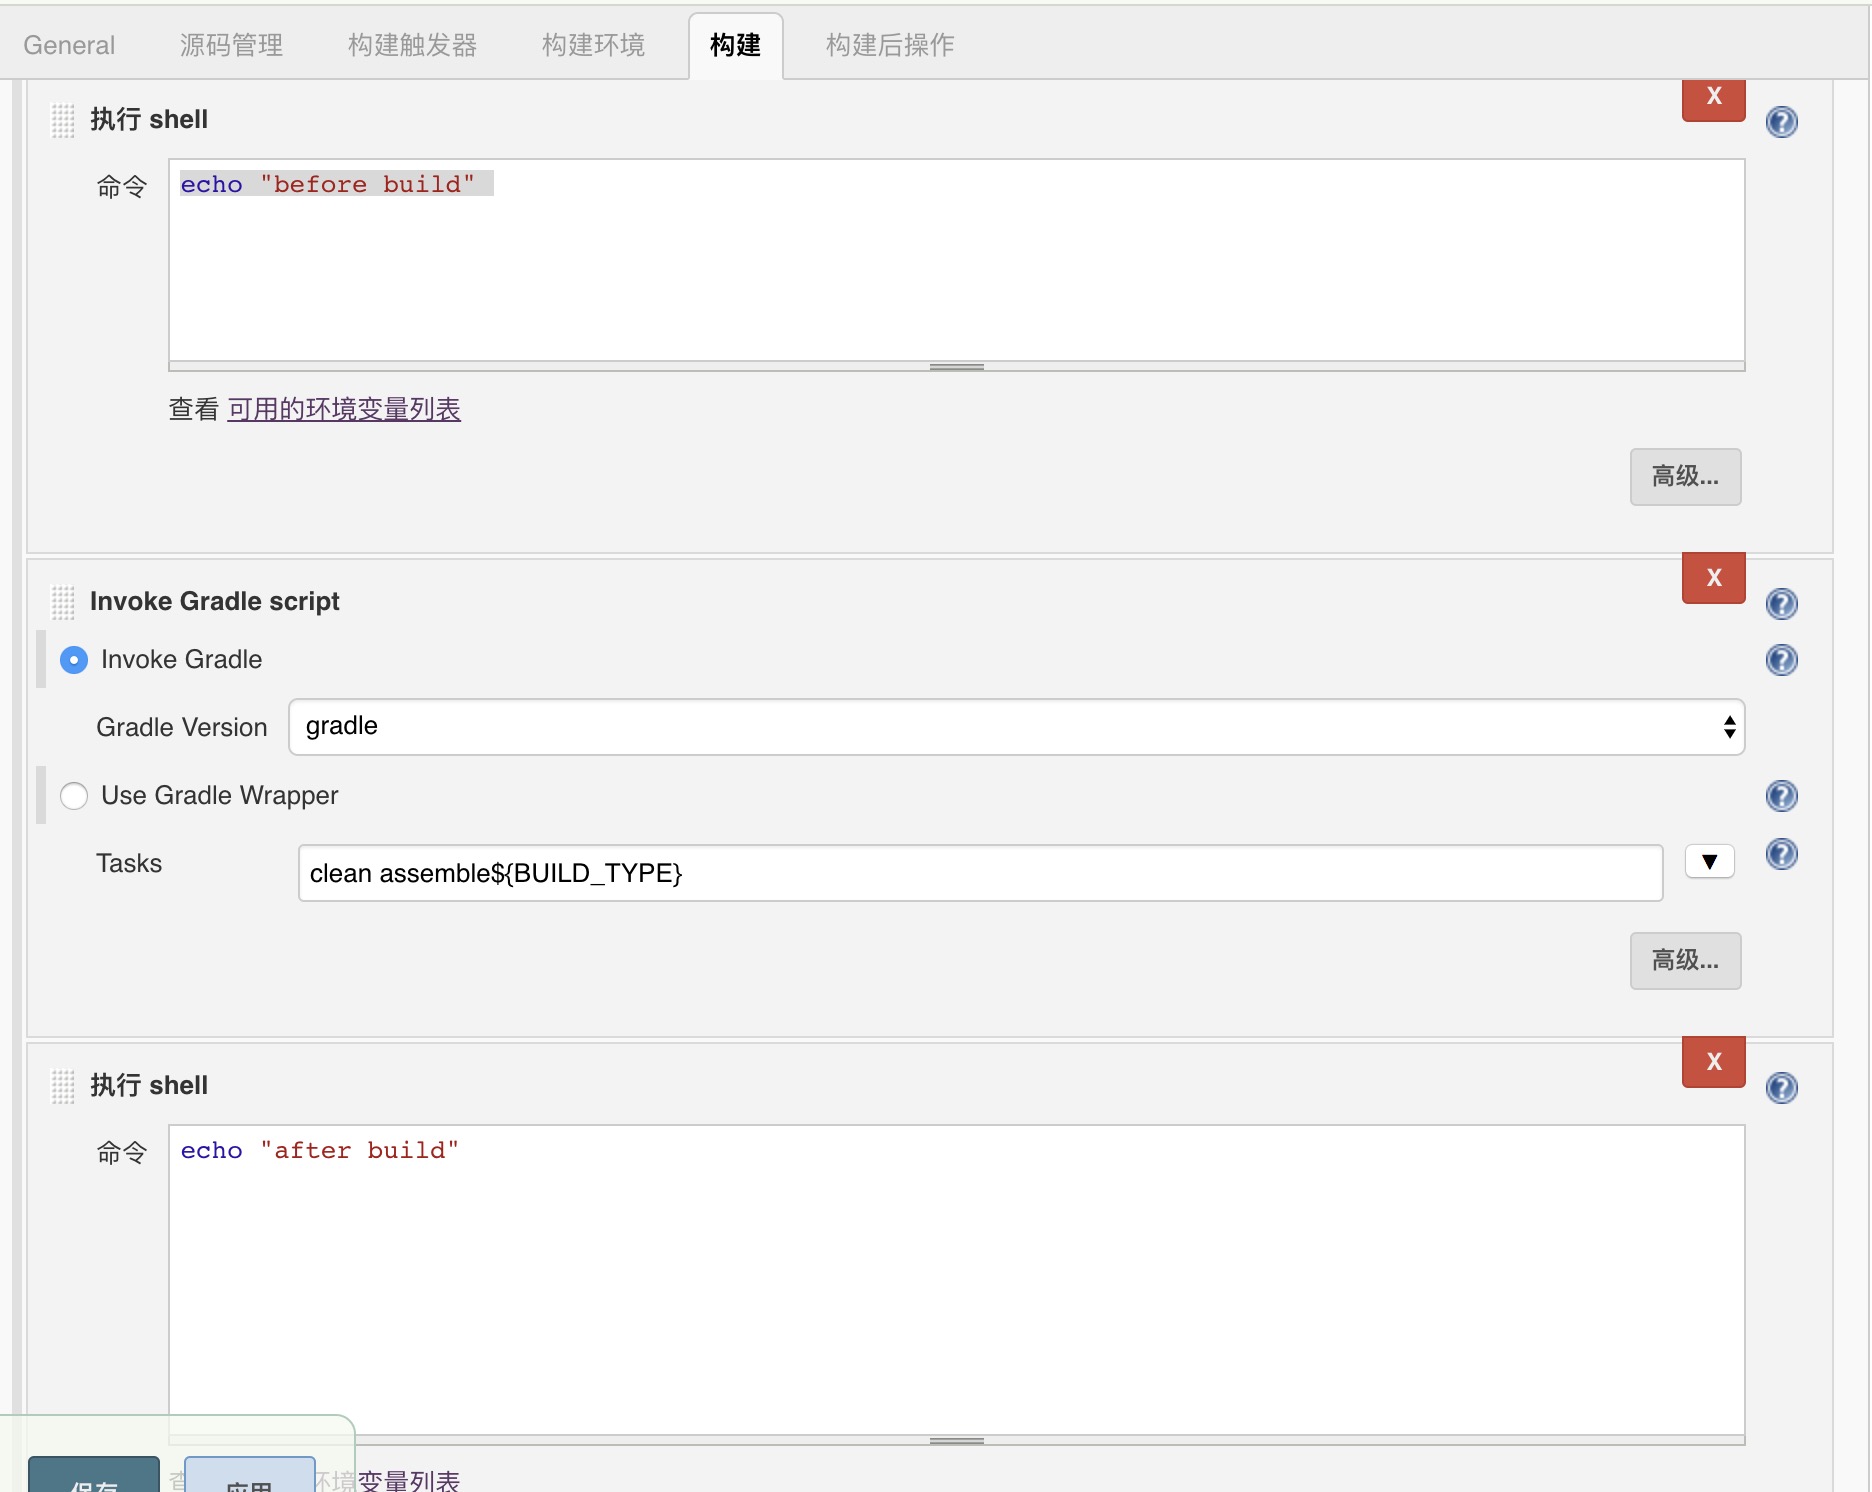 General 源码管理 构建触发器 构建环境 构建 构建后操作
X
执行 shell
命令 echo "before build"
查看 可用的环境变量列表
高级...
X
Invoke Gradle script
Invoke Gradle
Gradle Version gradle
Use Gradle Wrapper
Tasks clean assemble${BUILD_TYPE}
高级...
X
执行 shell
命令 echo "after build"
保存 应用 环境变量列表